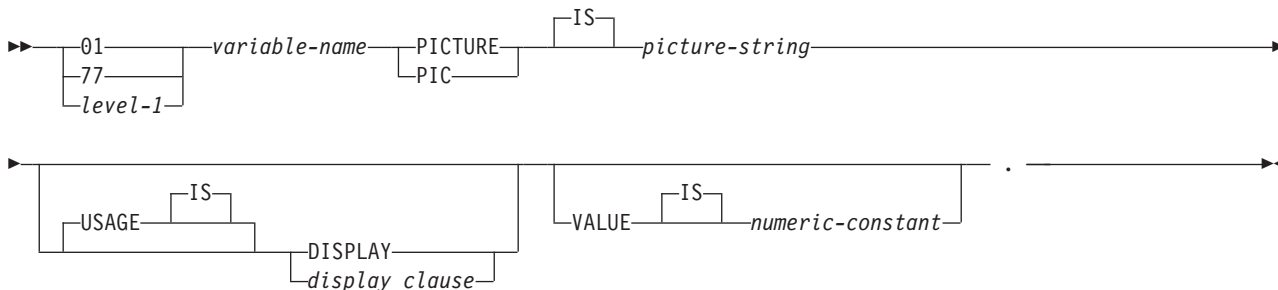 IS
01 variable-name PICTURE picture-string
77 PIC
level-1
.
IS IS
USAGE VALUE numeric-constant
DISPLAY
display clause